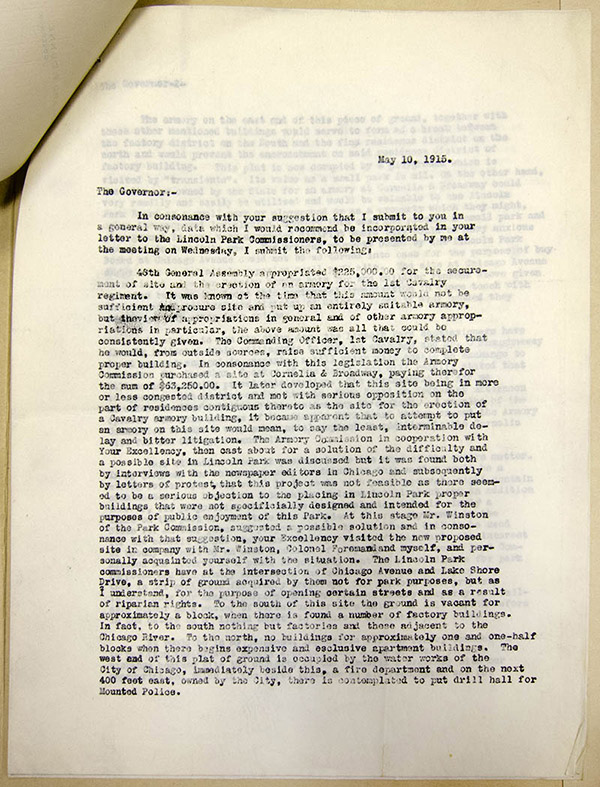 The Governor-2-
May 10, 1915.
The Governor:-
In consonance with your suggestion that I submit to you in
a general way, data which I would recommend be incorporated in your
letter to the Lincoln Park Commissioners, to be presented by me at
the meeting on Wednesday, I submit the following:
48th General Assembly appropriated $225,000.00 for the secure-
ment of site and the erection of an armory for the 1st Cavalry
regiment. It was known at the time that this amount would not be
sufficient to procure site and put up an entirely suitable armory,
but in view of appropriations in general and of other armory approp-
riations in particular, the above amount was all that could be
consistently given. The Commanding Officer, 1st Cavalry, stated that
he would, from outside sources, raise sufficient money to complete
proper building. In consonance with this legislation the Armory
Commission purchased a site at Cornelia & Broadway, paying therefor
the sum of $63,250.00. It later developed that this site being in more
or less congested district and met with serious opposition on the
part of residences contiguous thereto as the site for the erection of
a Cavalry armory building, it became apparent that to attempt to put
an armory on this site would mean, to say the least, interminable de-
lay and bitter litigation. The Armory Commission in cooperation with
Your Excellency, then cast about for a solution of the difficulty and
a possible site in Lincoln Park was discussed but it was found both
by interviews with the newspaper editors in Chicago and subsequently
by letters of protest, that this project was not feasible as there seem-
ed to be a serious objection to the placing in Lincoln Park proper
buildings that were not specificially designed and intended for the
purposes of public enjoyment of this Park. At this stage Mr. Winston
of the Park Commission, suggested a possible solution and in conso-
nance with that suggestion, your Excellency visited the new proposed
site in company with Mr. Winston, Colonel Foremandand myself, and per-
sonally acquainted yourself with the situation. The Lincoln Park
commissioners have at the intersection of Chicago Avenue and Lake Shore
Drive, a strip of ground acquired by them not for park purposes, but as
I understand, for the purpose of opening certain streets and as a result
of riparian rights. To the south of this site the ground is vacant for
approximately a block, when there is found a number of factory buildings.
In fact, to the south nothing but factories and these adjacent to the
Chicago River. To the north, no buildings for approximately one and one-half
blocks when there begins expensive and exclusive apartment buildings. The
west end of this plat of ground is occupied by the water works of the
City of Chicago, immediately beside this, a fire department and on the next
400 feet east, owned by the City, there is contemplated to put drill hall for
Mounted Police.